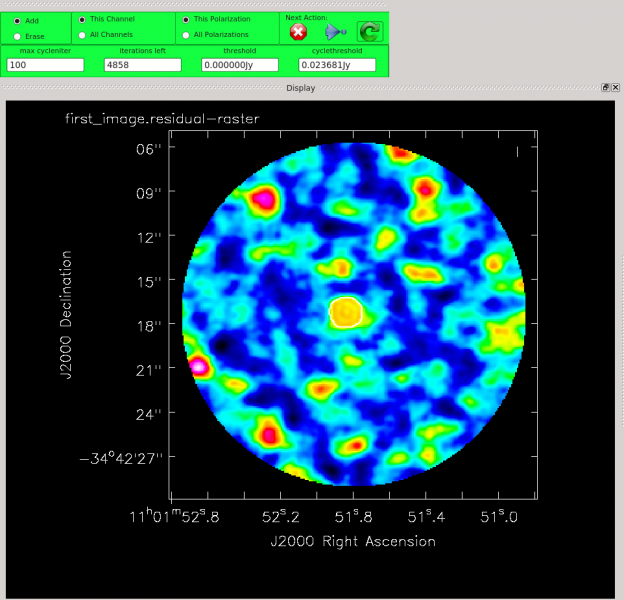 Add This Channel This Polarization Next Action:
Erase All Channels All Polarizations
max cycleniter iterations left threshold cyclethreshold
100 4858 0.000000Jy 0.023681Jy
Display
first_image.residual-raster
06''
09''
12''
15''
18''
21''
24''
-34°42'27''
J2000 Declination
11h01m52s.8 52s.2 51s.8 51s.4 51s.0
J2000 Right Ascension